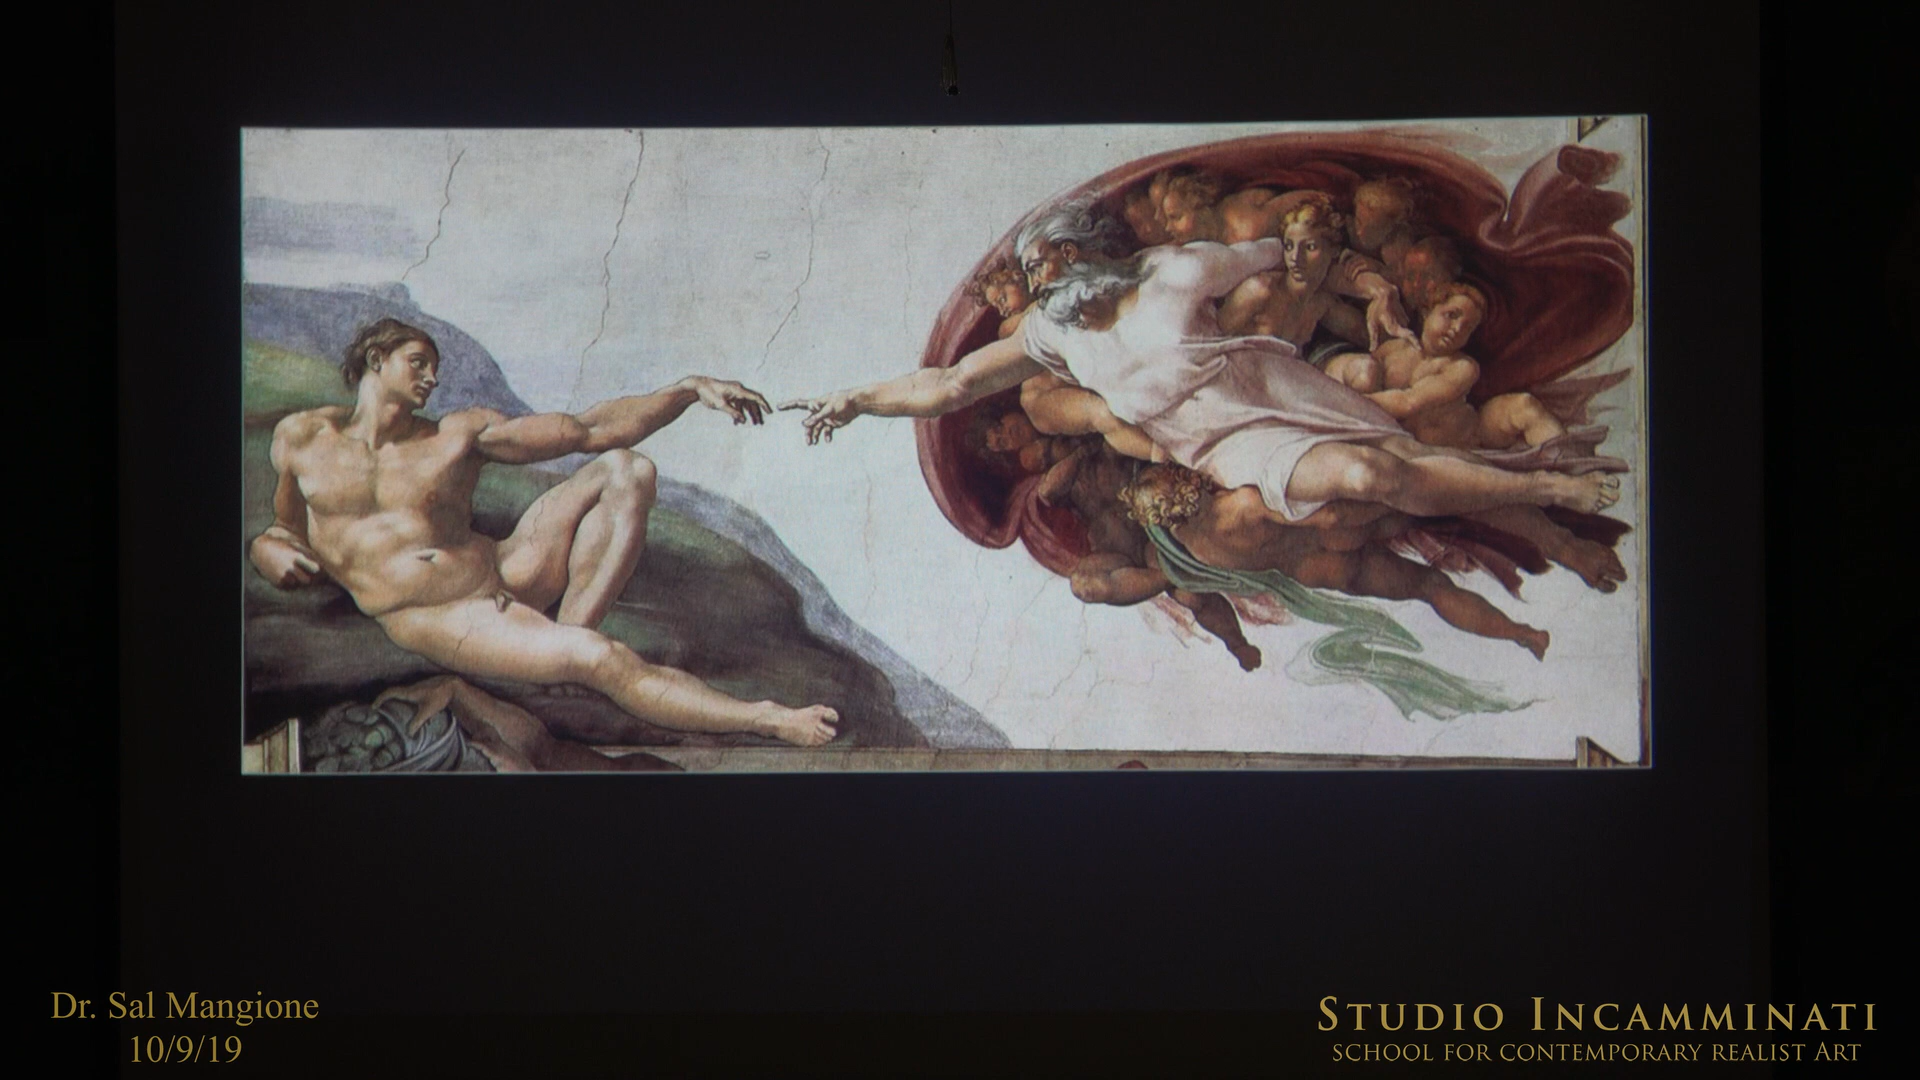 Dr. Sal Mangione
10/9/19
STUDIO INCAMMINATI
SCHOOL FOR CONTEMPORARY REALIST ART